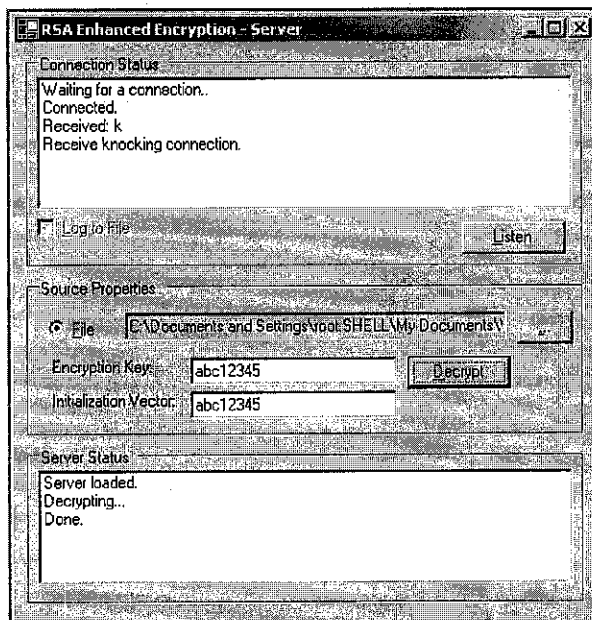 RSA Enhanced Encryption - Server
Connection Status
Waiting for a connection..
Connected.
Received: k
Receive knocking connection.
Log to File
Listen
Source Properties
File C:\Documents and Settings\root.SHELL\My Documents\
...
Encryption Key: abc12345 Decrypt
Initialization Vector: abc12345
Server Status
Server loaded.
Decrypting...
Done.